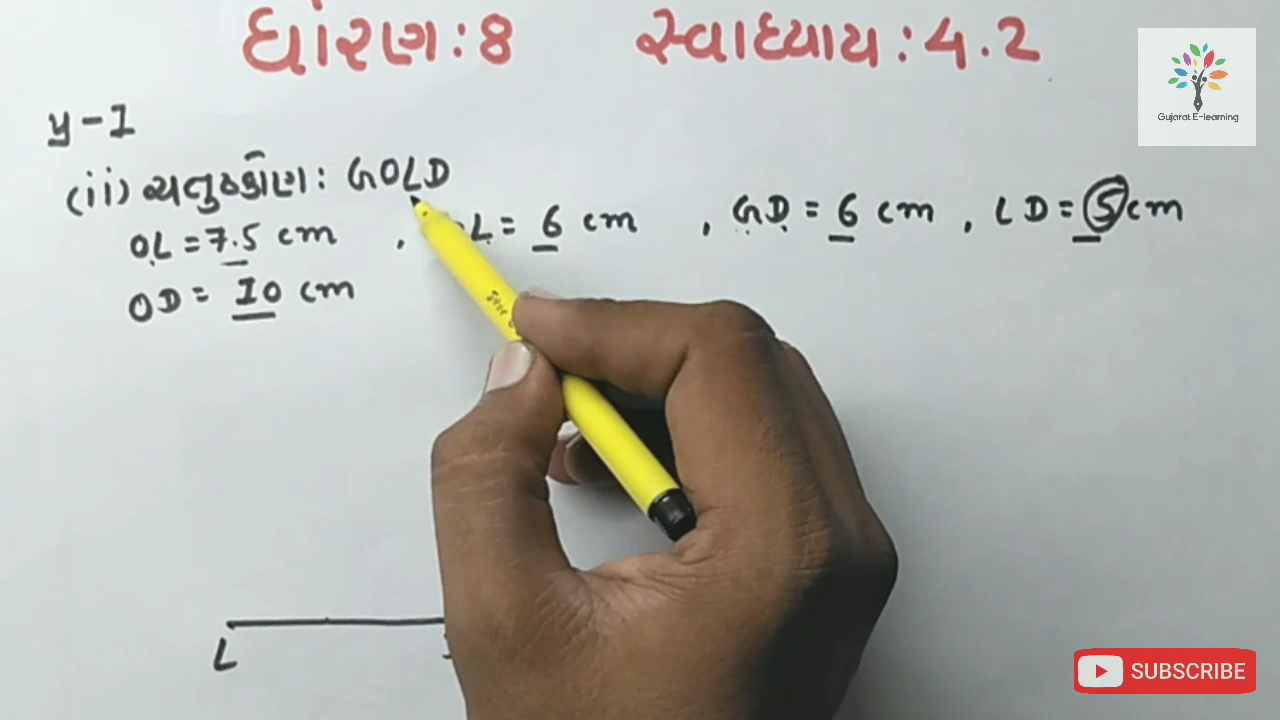 ધોરણ : 8 સ્વાધ્યાય : 4.2
Gujarat E-learning
y-1
(ii) ચતુષ્કોણ : GOLD
OL = 7.5 cm , L = 6 cm , GD = 6 cm , LD = 5 cm
OD = 10 cm
L
SUBSCRIBE